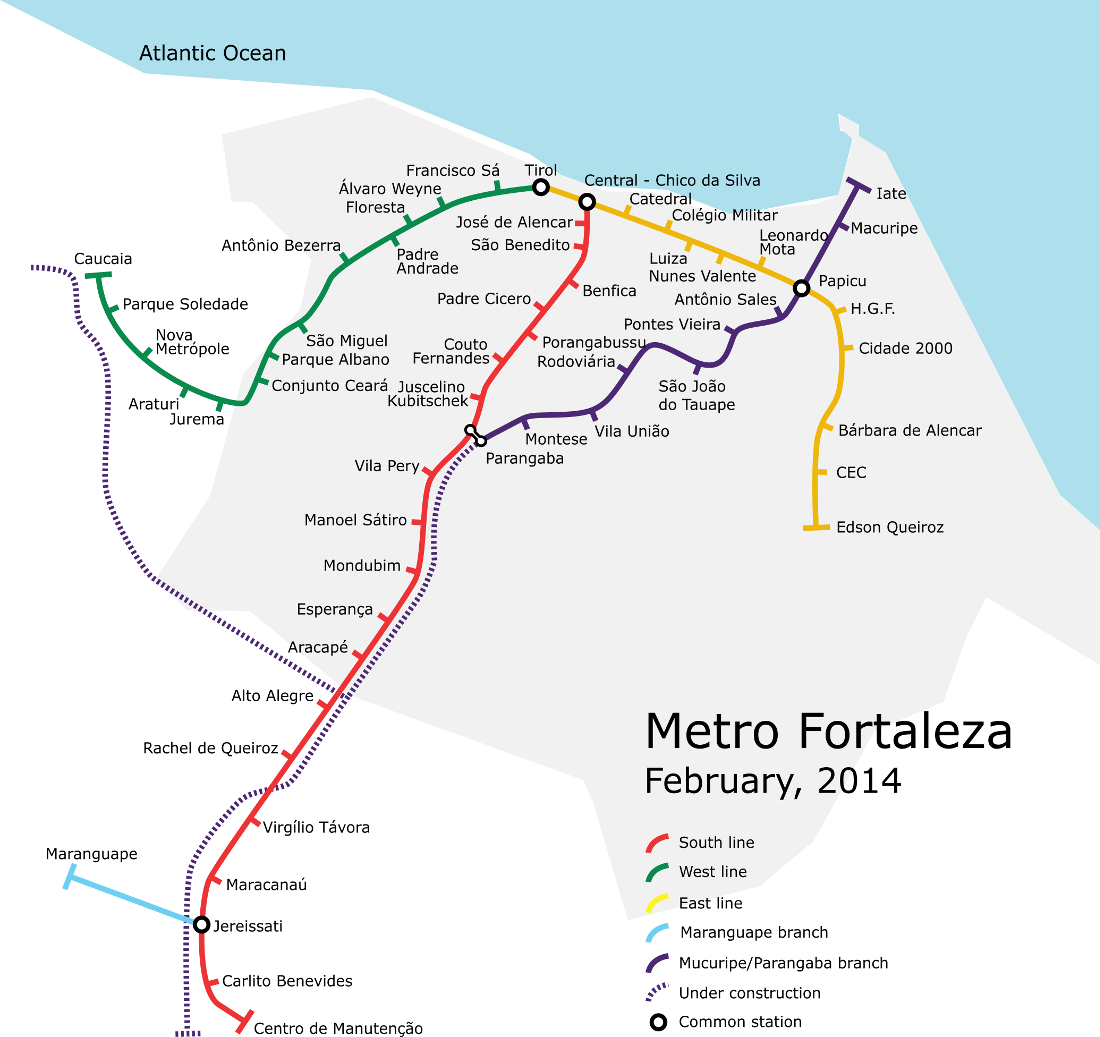 Atlantic Ocean
Francisco Sá
Tirol
Central - Chico da Silva
Álvaro Weyne
Floresta
Catedral
Iate
José de Alencar
Colégio Militar
Macuripe
Antônio Bezerra
São Benedito
Leonardo
Mota
Padre
Andrade
Luiza
Nunes Valente
Caucaia
Papicu
Benfica
Padre Cicero
Antônio Sales
Parque Soledade
H.G.F.
Pontes Vieira
Nova
Metrópole
São Miguel
Couto
Fernandes
Porangabussu
Cidade 2000
Parque Albano
Rodoviária
Conjunto Ceará
Juscelino
Kubitschek
São João
do Tauape
Araturi
Jurema
Montese
Vila União
Bárbara de Alencar
Parangaba
Vila Pery
CEC
Manoel Sátiro
Edson Queiroz
Mondubim
Esperança
Aracapé
Alto Alegre
Rachel de Queiroz
Virgílio Távora
Maranguape
Maracanaú
Jereissati
Carlito Benevides
Centro de Manutenção
Metro Fortaleza
February, 2014
South line
West line
East line
Maranguape branch
Mucuripe/Parangaba branch
Under construction
Common station